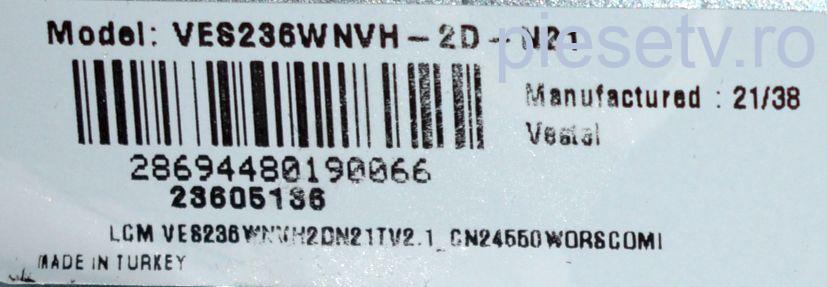 piesetv.ro
Model: VES236WNVH-2D-N21
Manufactured : 21/38
Vestel
28694480190066
23605136
LCM VES236WNVH2DN21TV2.1_CN24550WORSCOMI
MADE IN TURKEY